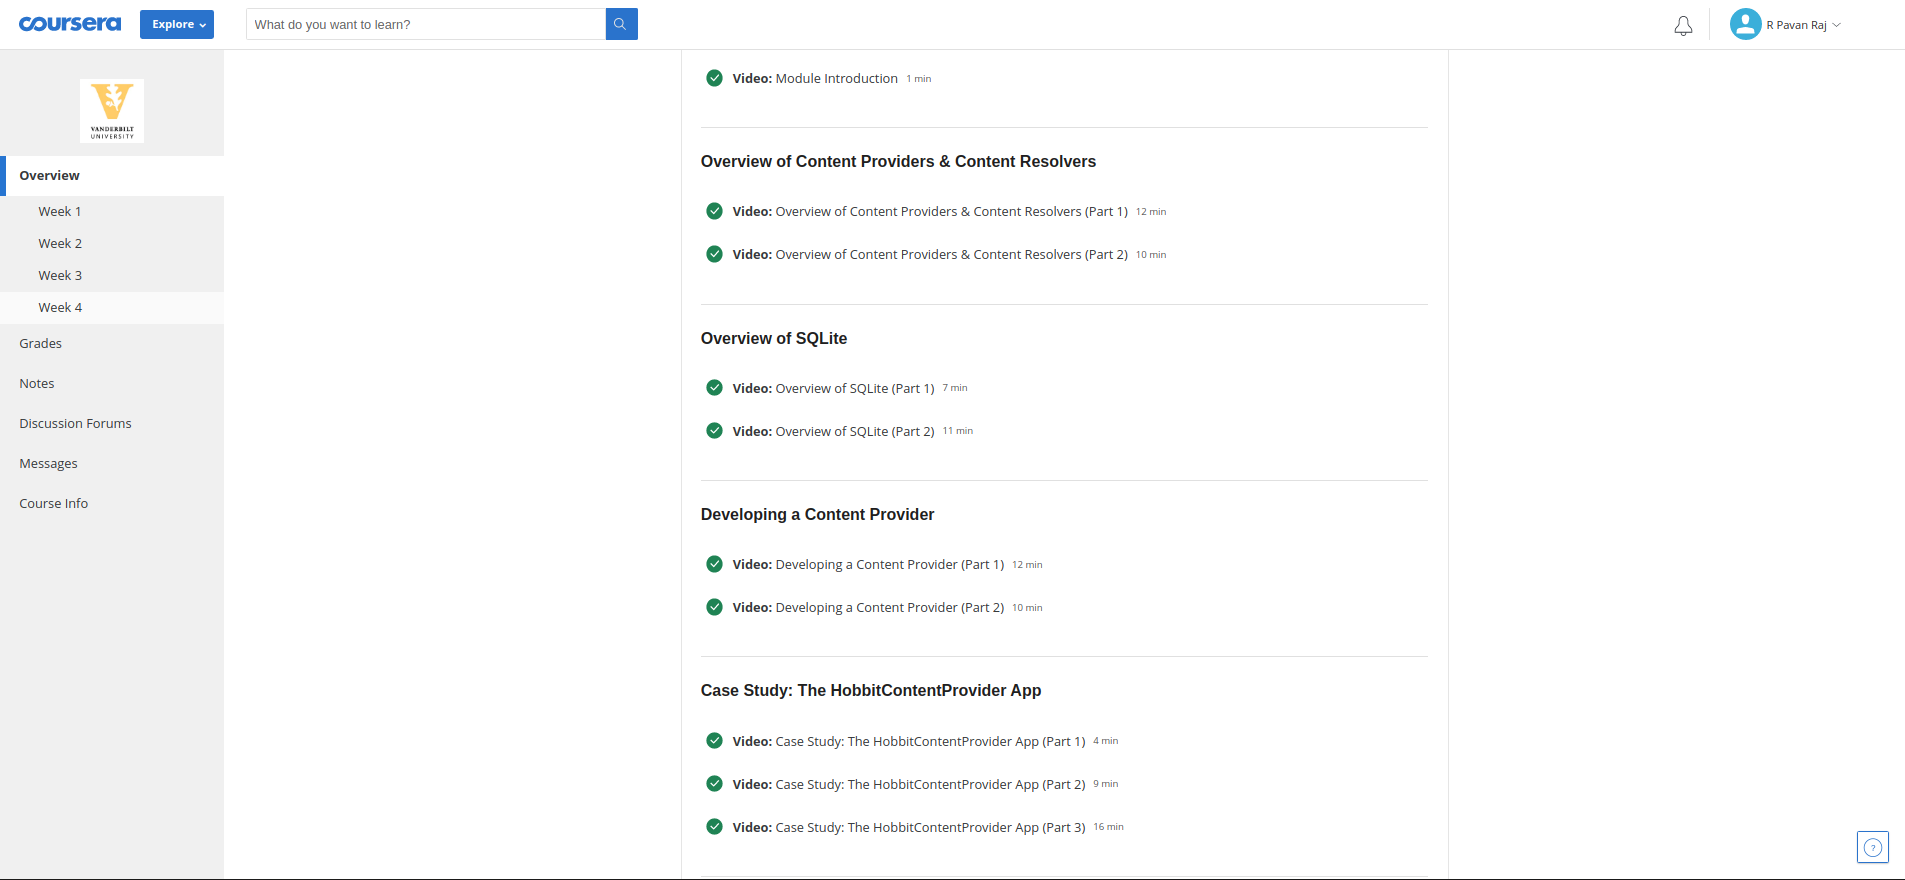 coursera
Explore
What do you want to learn?
R Pavan Raj
VANDERBILT
UNIVERSITY
Overview
Week 1
Week 2
Week 3
Week 4
Grades
Notes
Discussion Forums
Messages
Course Info
Video: Module Introduction 1 min
Overview of Content Providers & Content Resolvers
Video: Overview of Content Providers & Content Resolvers (Part 1) 12 min
Video: Overview of Content Providers & Content Resolvers (Part 2) 10 min
Overview of SQLite
Video: Overview of SQLite (Part 1) 7 min
Video: Overview of SQLite (Part 2) 11 min
Developing a Content Provider
Video: Developing a Content Provider (Part 1) 12 min
Video: Developing a Content Provider (Part 2) 10 min
Case Study: The HobbitContentProvider App
Video: Case Study: The HobbitContentProvider App (Part 1) 4 min
Video: Case Study: The HobbitContentProvider App (Part 2) 9 min
Video: Case Study: The HobbitContentProvider App (Part 3) 16 min
?